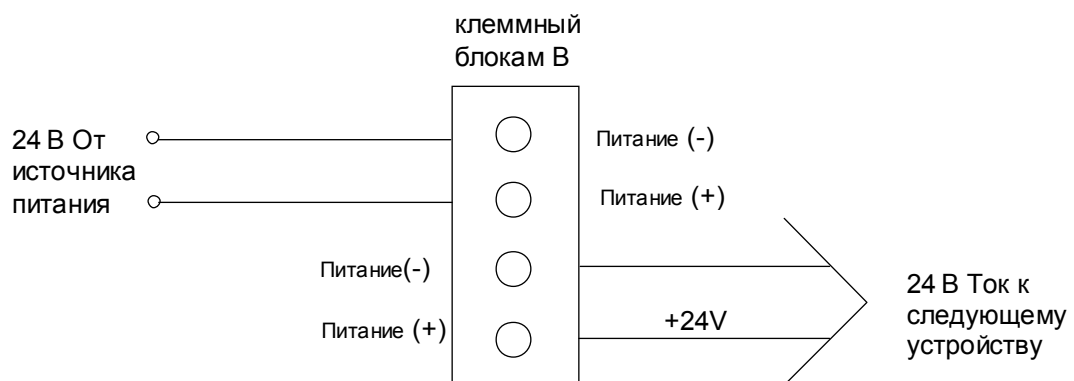 клеммный
блокам В
24 В От
источника
питания
Питание (-)
Питание (+)
Питание(-)
Питание (+)
+24V
24 В Ток к
следующему
устройству